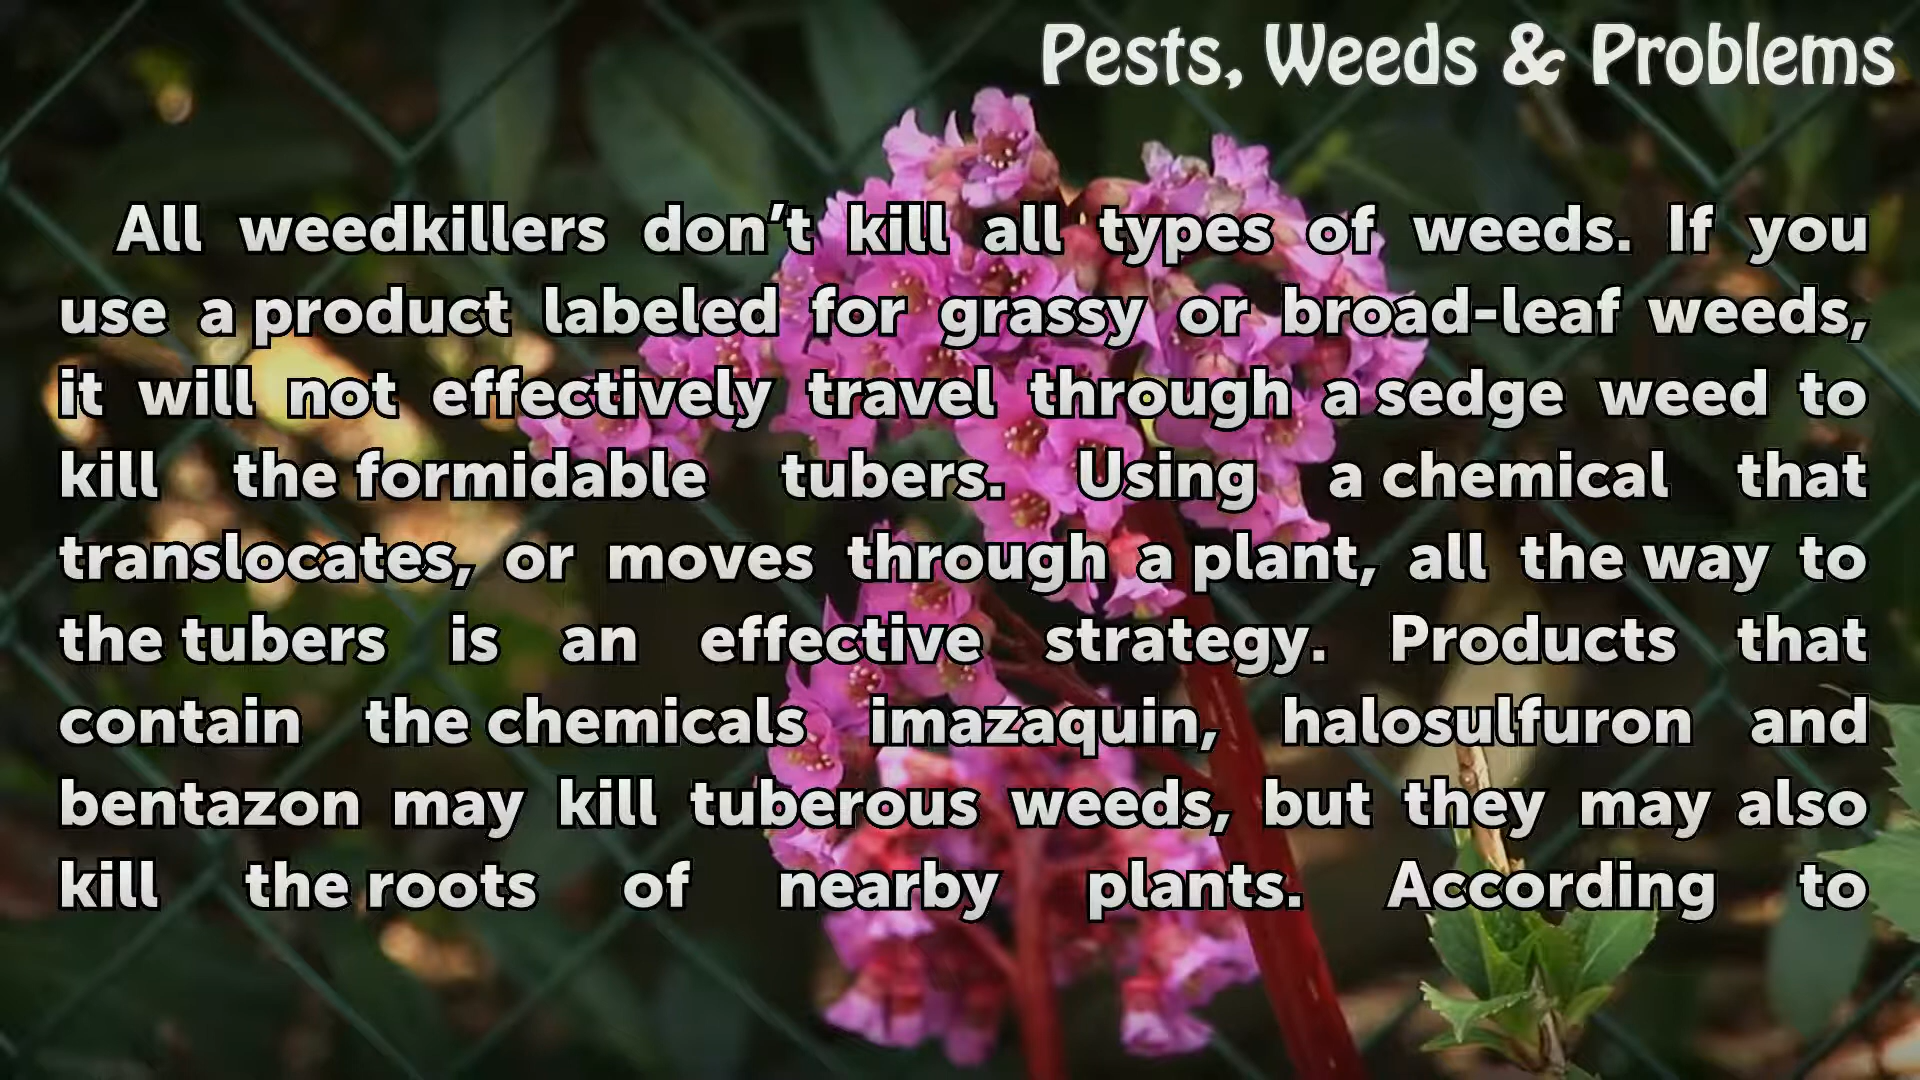 Pests, Weeds & Problems
All weedkillers don’t kill all types of weeds. If you
use a product labeled for grassy or broad-leaf weeds,
it will not effectively travel through a sedge weed to
kill the formidable tubers. Using a chemical that
translocates, or moves through a plant, all the way to
the tubers is an effective strategy. Products that
contain the chemicals imazaquin, halosulfuron and
bentazon may kill tuberous weeds, but they may also
kill the roots of nearby plants. According to